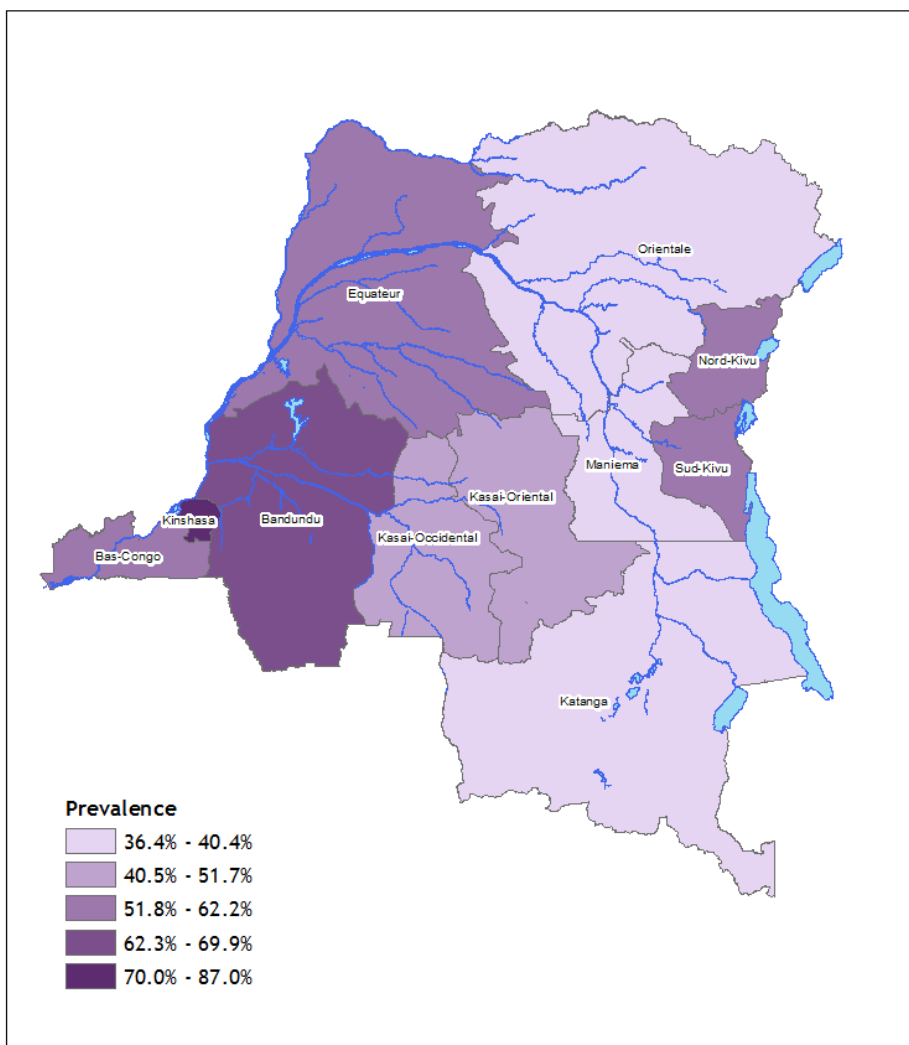 Orientale
Equateur
Nord-Kivu
Maniema
Sud-Kivu
Kasai-Oriental
Kinshasa
Bandundu
Kasai-Occidental
Bas-Congo
Katanga
Prevalence
36.4% - 40.4%
40.5% - 51.7%
51.8% - 62.2%
62.3% - 69.9%
70.0% - 87.0%